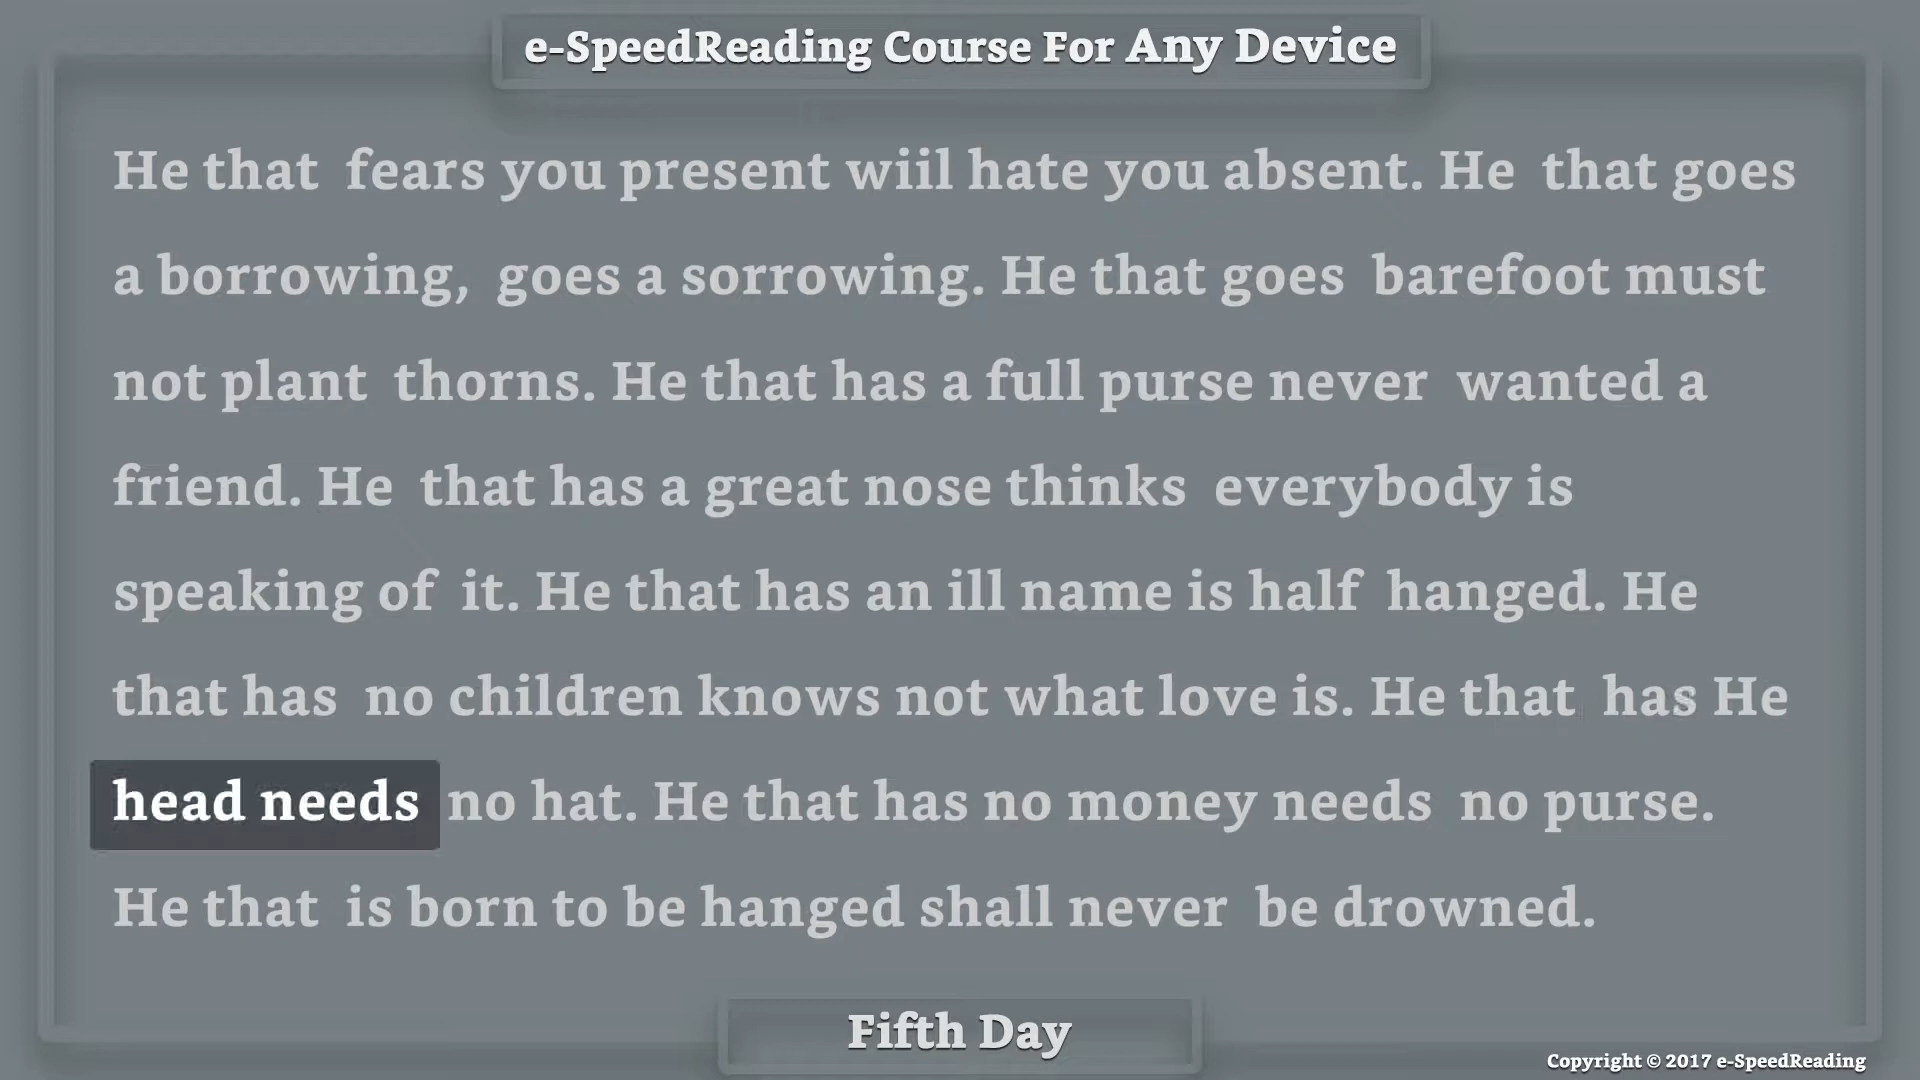 e-SpeedReading Course For Any Device
He that fears you present wiil hate you absent. He that goes
a borrowing, goes a sorrowing. He that goes barefoot must
not plant thorns. He that has a full purse never wanted a
friend. He that has a great nose thinks everybody is
speaking of it. He that has an ill name is half hanged. He
that has no children knows not what love is. He that has He
head needs no hat. He that has no money needs no purse.
He that is born to be hanged shall never be drowned.
Fifth Day
Copyright © 2017 e-SpeedReading